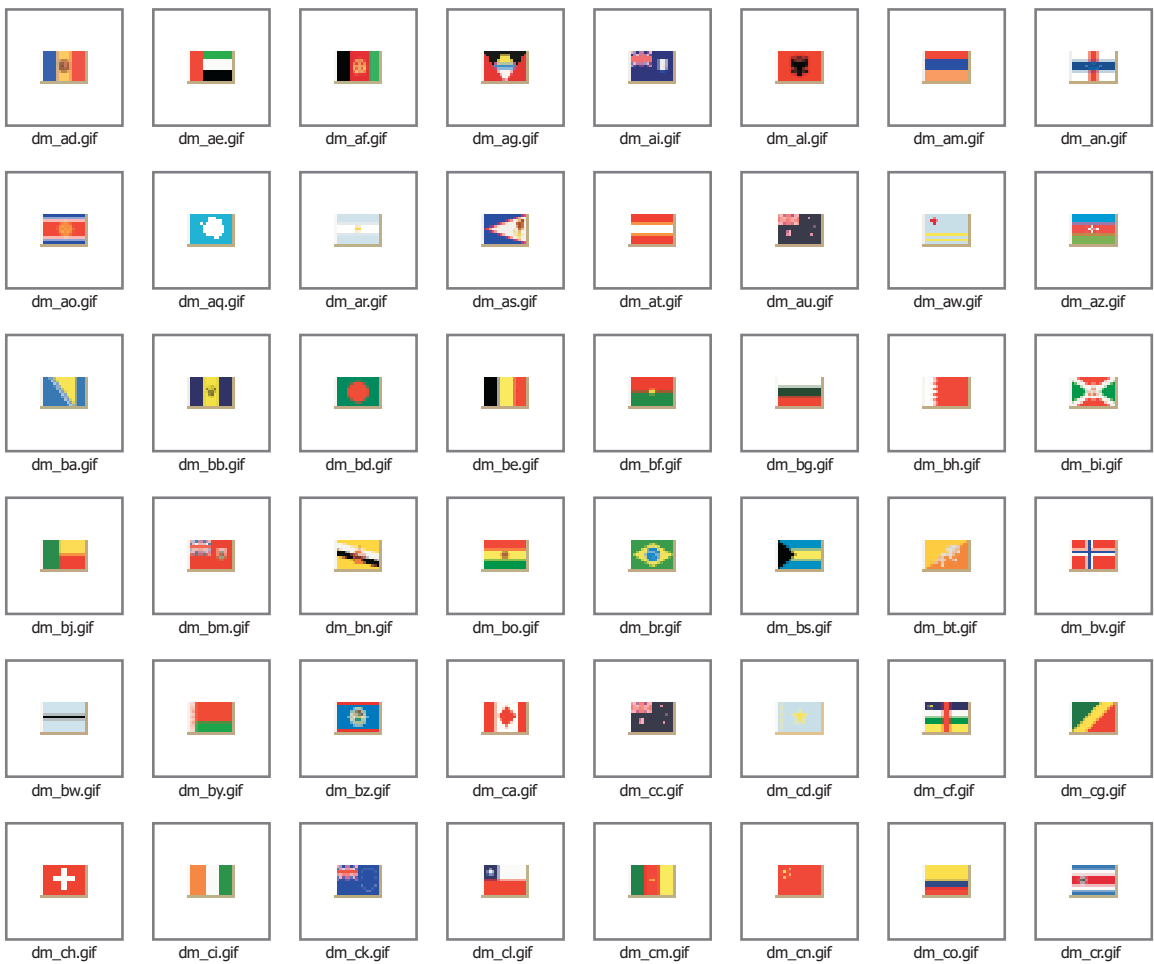 dm_ad.gif dm_ae.gif dm_af.gif dm_ag.gif dm_ai.gif dm_al.gif dm_am.gif dm_an.gif
dm_ao.gif dm_aq.gif dm_ar.gif dm_as.gif dm_at.gif dm_au.gif dm_aw.gif dm_az.gif
dm_ba.gif dm_bb.gif dm_bd.gif dm_be.gif dm_bf.gif dm_bg.gif dm_bh.gif dm_bi.gif
dm_bj.gif dm_bm.gif dm_bn.gif dm_bo.gif dm_br.gif dm_bs.gif dm_bt.gif dm_bv.gif
dm_bw.gif dm_by.gif dm_bz.gif dm_ca.gif dm_cc.gif dm_cd.gif dm_cf.gif dm_cg.gif
dm_ch.gif dm_ci.gif dm_ck.gif dm_cl.gif dm_cm.gif dm_cn.gif dm_co.gif dm_cr.gif